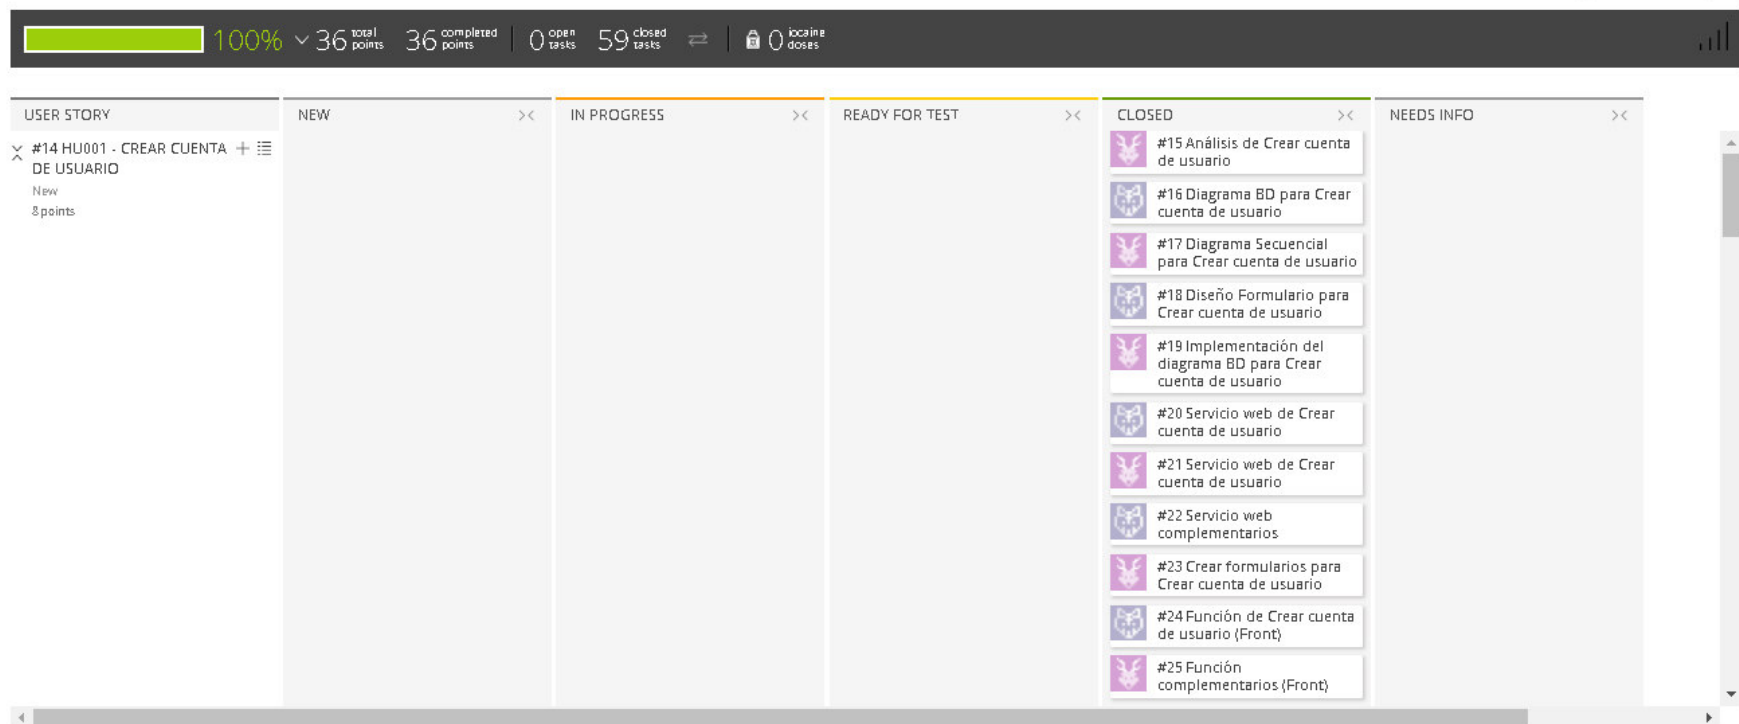 100% 36 total points 36 completed points 0 open tasks 59 closed tasks 0 iocaine doses
USER STORY NEW IN PROGRESS READY FOR TEST CLOSED NEEDS INFO
#14 HU001 - CREAR CUENTA
DE USUARIO
New
8 points
#15 Análisis de Crear cuenta
de usuario
#16 Diagrama BD para Crear
cuenta de usuario
#17 Diagrama Secuencial
para Crear cuenta de usuario
#18 Diseño Formulario para
Crear cuenta de usuario
#19 Implementación del
diagrama BD para Crear
cuenta de usuario
#20 Servicio web de Crear
cuenta de usuario
#21 Servicio web de Crear
cuenta de usuario
#22 Servicio web
complementarios
#23 Crear formularios para
Crear cuenta de usuario
#24 Función de Crear cuenta
de usuario (Front)
#25 Función
complementarios (Front)